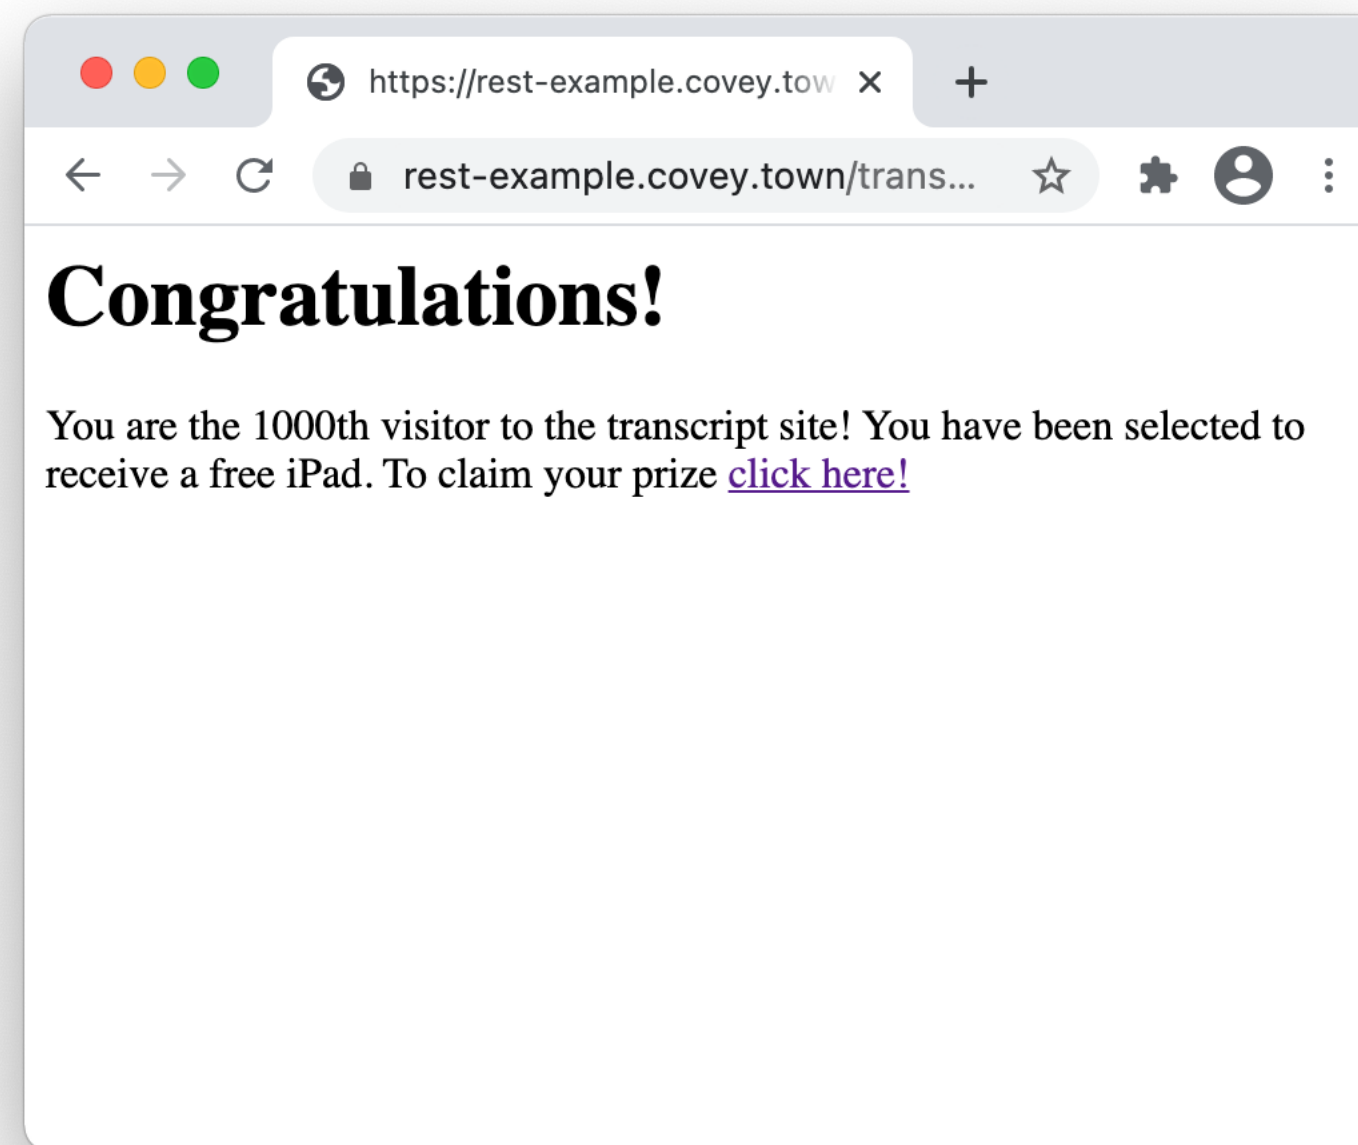 https://rest-example.covey.tow
rest-example.covey.town/trans...
Congratulations!
You are the 1000th visitor to the transcript site! You have been selected to
receive a free iPad. To claim your prize click here!